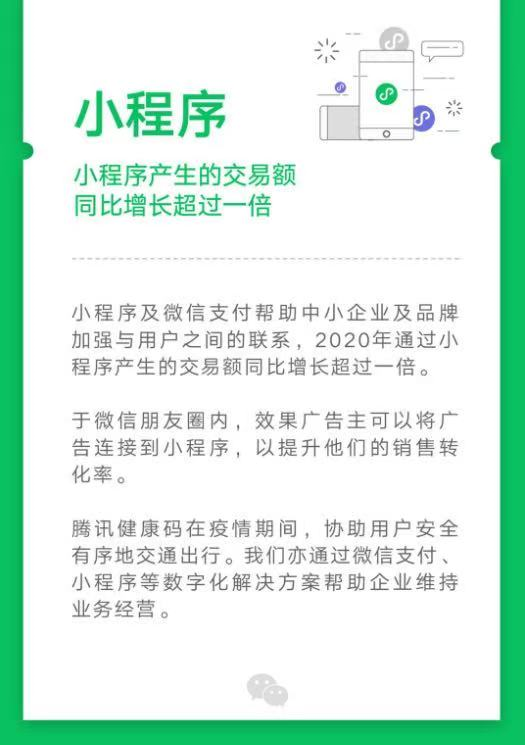 小程序
小程序产生的交易额
同比增长超过一倍
小程序及微信支付帮助中小企业及品牌
加强与用户之间的联系，2020年通过小
程序产生的交易额同比增长超过一倍。
于微信朋友圈内，效果广告主可以将广
告连接到小程序，以提升他们的销售转
化率。
腾讯健康码在疫情期间，协助用户安全
有序地交通出行。我们亦通过微信支付、
小程序等数字化解决方案帮助企业维持
业务经营。